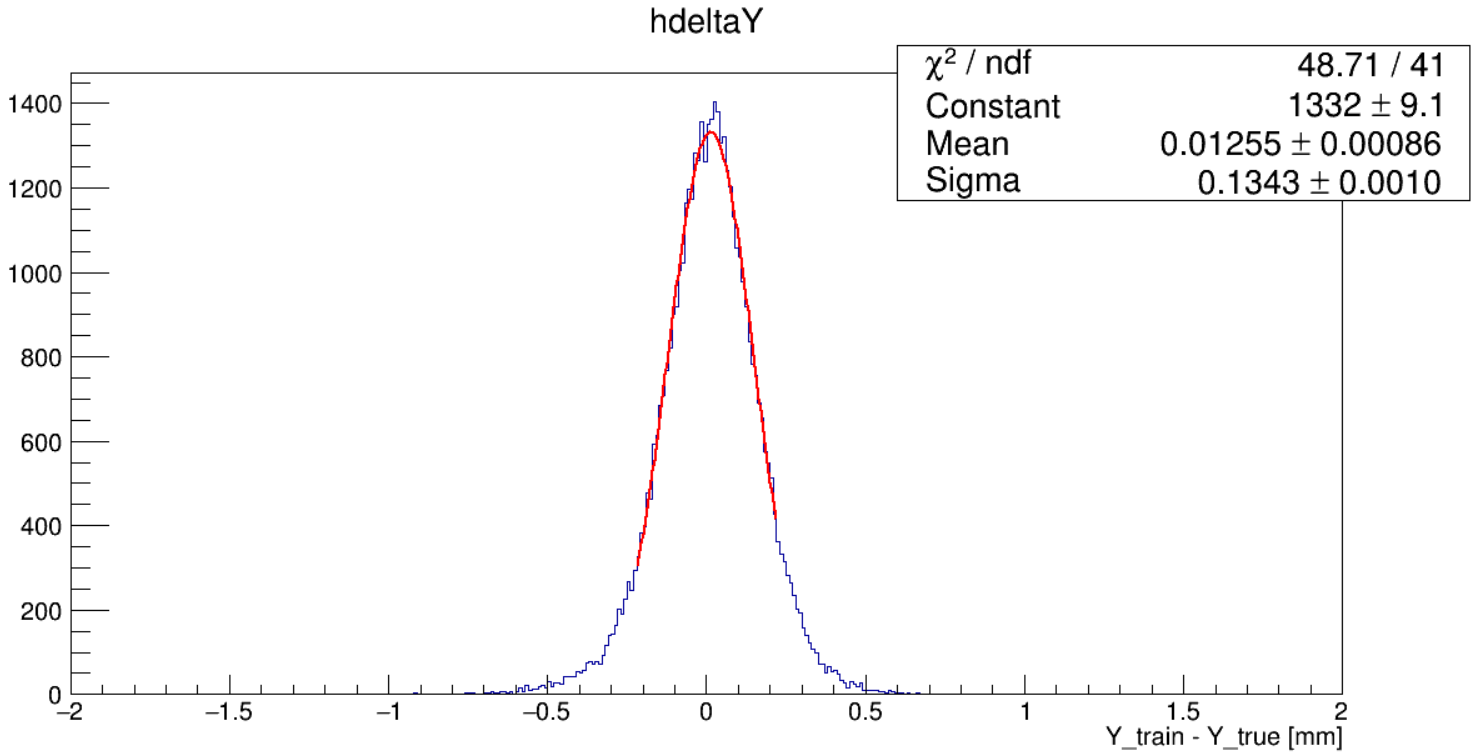 hdeltaY
χ² / ndf 48.71 / 41
Constant 1332 ± 9.1
Mean 0.01255 ± 0.00086
Sigma 0.1343 ± 0.0010
1400
1200
1000
800
600
400
200
0
−2 −1.5 −1 −0.5 0 0.5 1 1.5 2
Y_train - Y_true [mm]